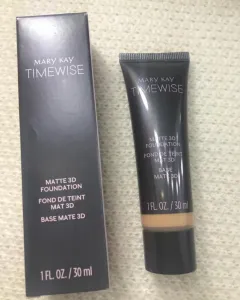 MARY KAY
TIMEWISE
MATTE 3D
FOUNDATION
FOND DE TEINT
MAT 3D
BASE MATE 3D
1 FL. OZ. / 30 ml
MARY KAY
TIMEWISE
MATTE 3D
FOUNDATION
FOND DE TEINT
MAT 3D
BASE
MATE 3D
1 FL. OZ. / 30 ml